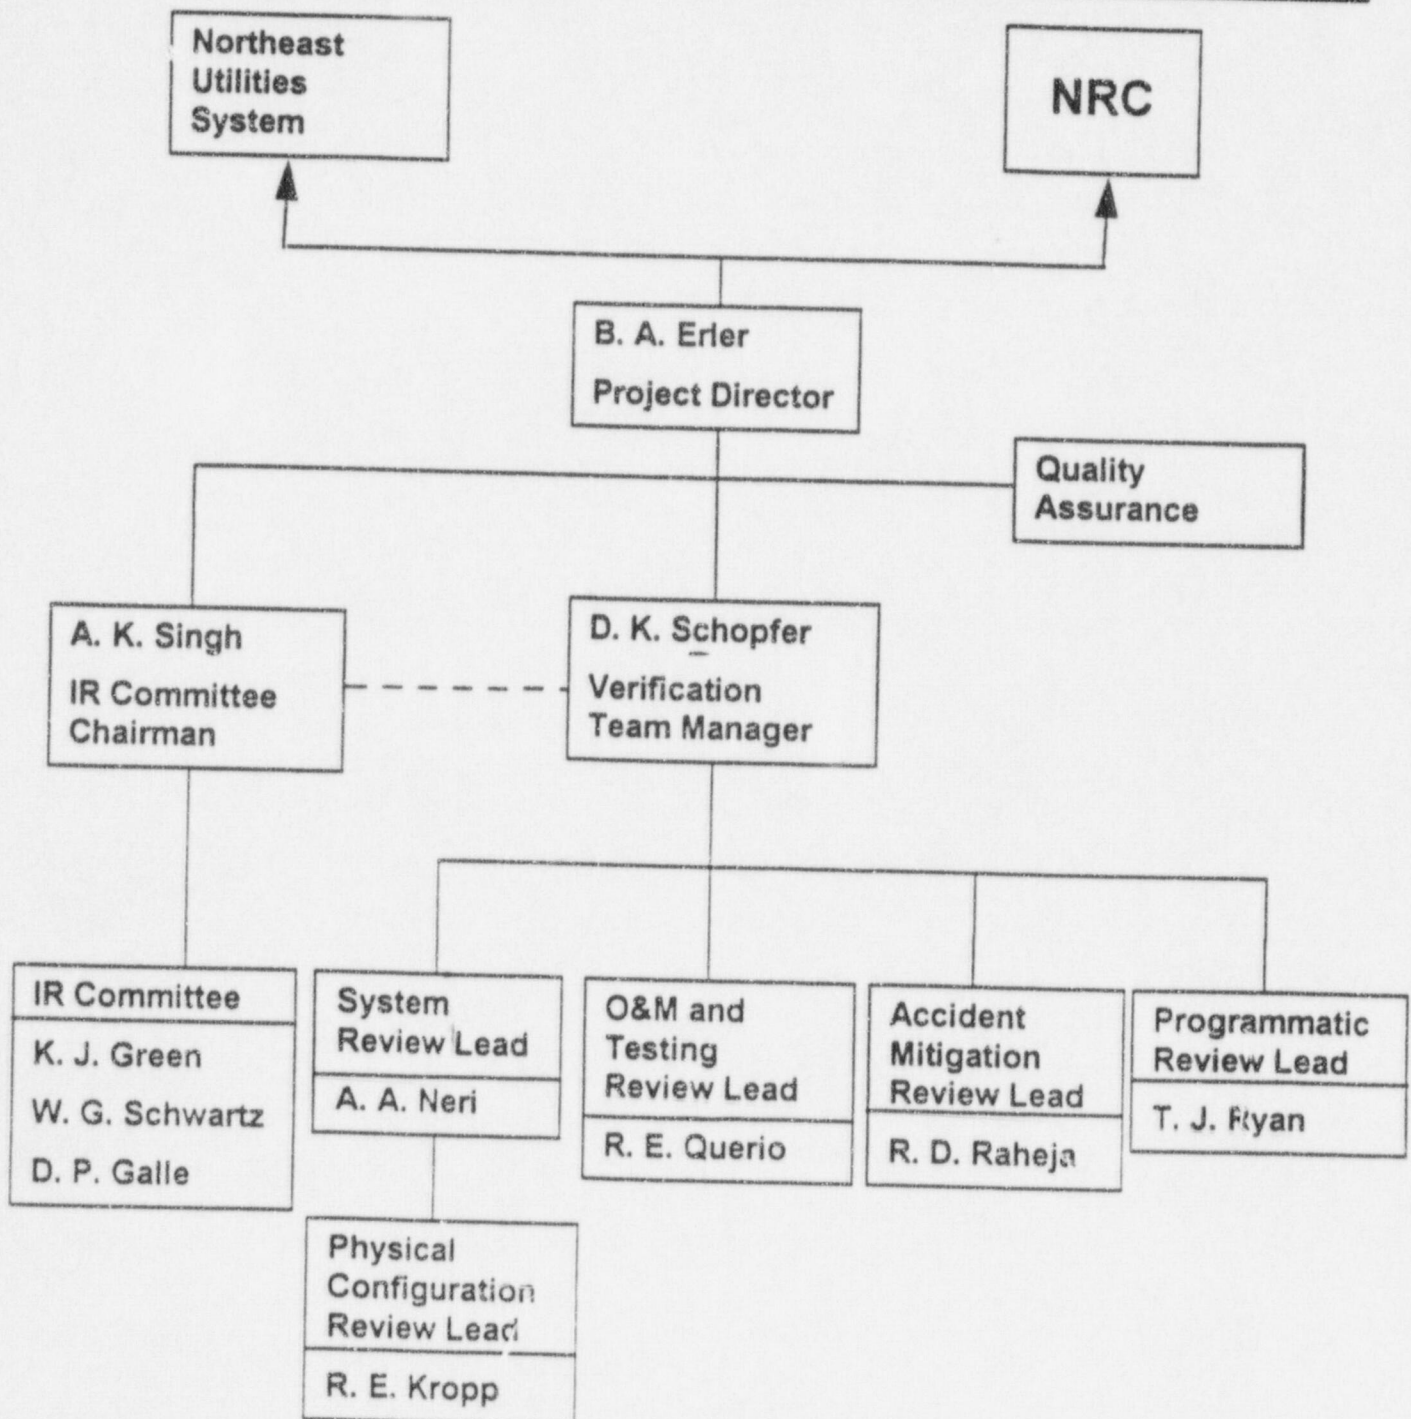 Northeast
Utilities
System
NRC
B. A. Erler
Project Director
Quality
Assurance
A. K. Singh
IR Committee
Chairman
D. K. Schopfer
Verification
Team Manager
IR Committee
K. J. Green
W. G. Schwartz
D. P. Galle
System
Review Lead
A. A. Neri
O&M and
Testing
Review Lead
R. E. Querio
Accident
Mitigation
Review Lead
R. D. Raheja
Programmatic
Review Lead
T. J. Ryan
Physical
Configuration
Review Lead
R. E. Kropp